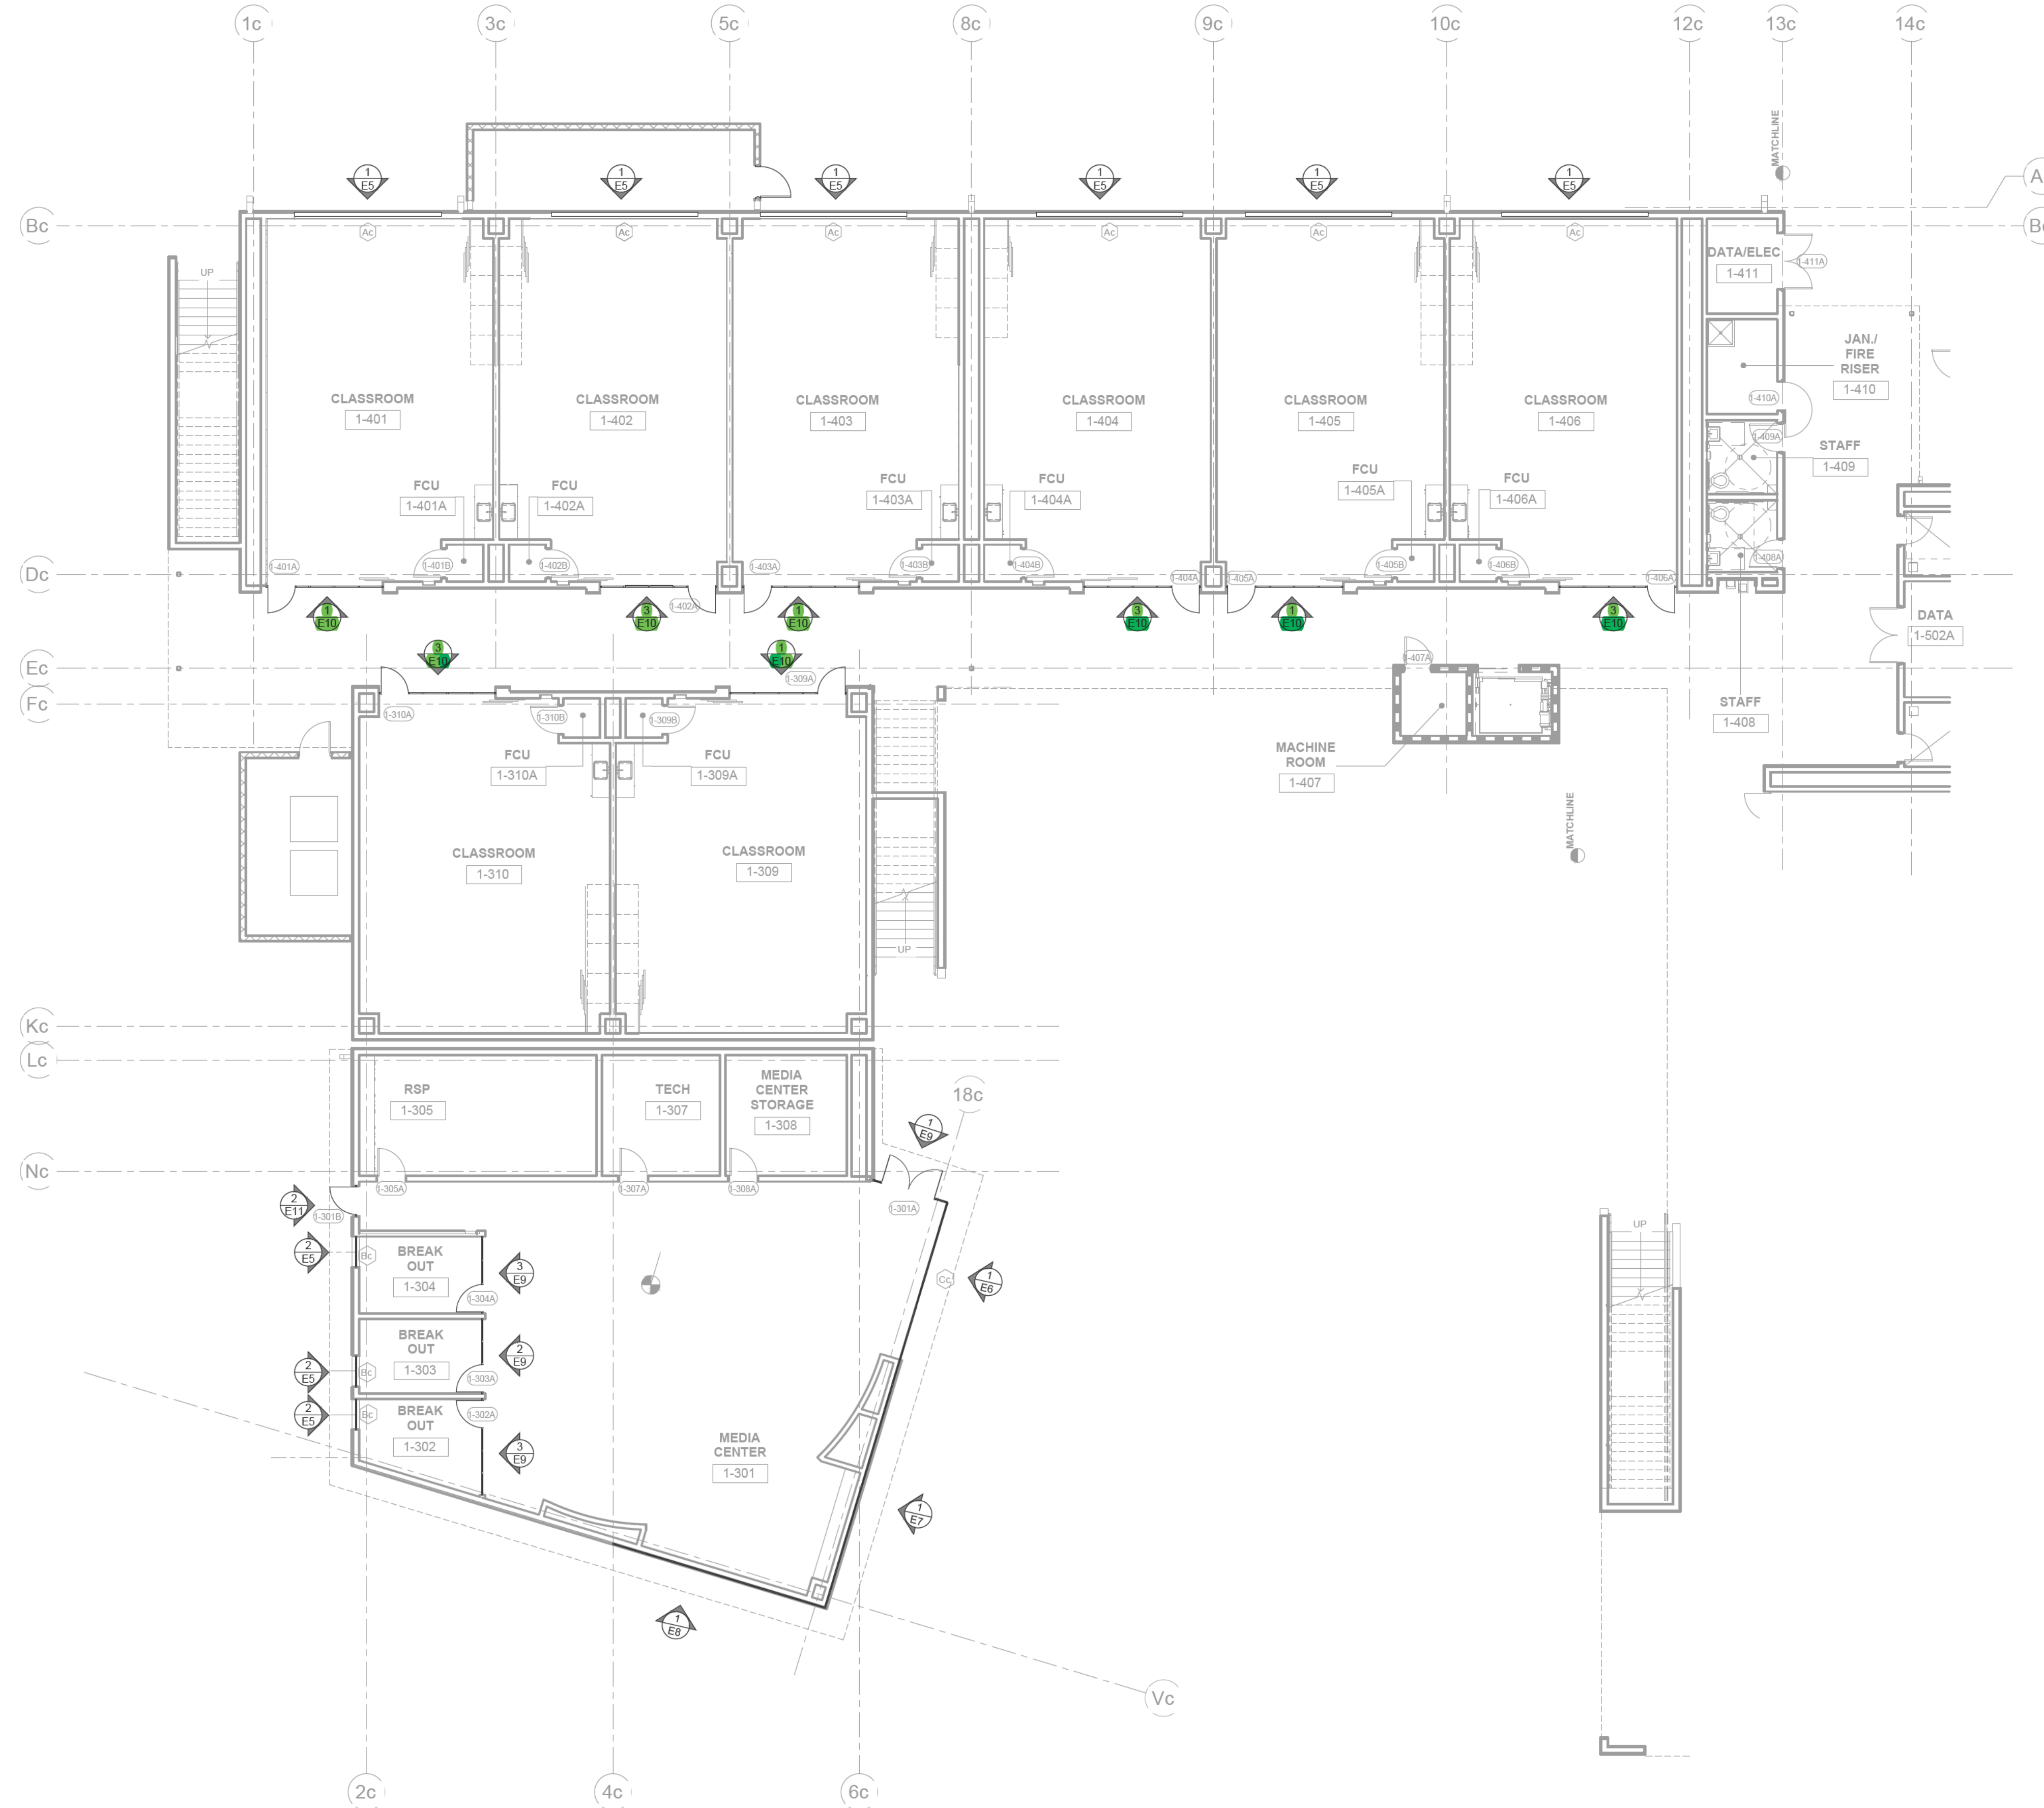 1c
3c
5c
8c
9c
10c
12c
13c
14c
MATCHLINE
1
E5
1
E5
1
E5
1
E5
1
E5
1
E5
A
Bc
Ac
Ac
Ac
Ac
Ac
Ac
UP
DATA/ELEC
1-411
1-411A
JAN./
FIRE
RISER
1-410
1-410A
CLASSROOM
1-401
CLASSROOM
1-402
CLASSROOM
1-403
CLASSROOM
1-404
CLASSROOM
1-405
CLASSROOM
1-406
1-409A
STAFF
1-409
FCU
1-401A
FCU
1-402A
FCU
1-403A
FCU
1-404A
FCU
1-405A
FCU
1-406A
1-408A
Dc
1-401A
1-401B
1-402B
1-403A
1-403B
1-404B
1-404A
1-405A
1-405B
1-406B
1-406A
1-402A
1
E10
3
E10
1
E10
3
E10
1
E10
3
E10
DATA
1-502A
Ec
3
E10
1
E10
1-309A
1-407A
Fc
1-310A
1-310B
1-309B
STAFF
1-408
FCU
1-310A
FCU
1-309A
MACHINE
ROOM
1-407
MATCHLINE
CLASSROOM
1-310
CLASSROOM
1-309
UP
Kc
Lc
RSP
1-305
TECH
1-307
MEDIA
CENTER
STORAGE
1-308
18c
1
E9
Nc
1-305A
1-307A
1-308A
1-301A
2
E11
1-301B
2
E5
Bc
BREAK
OUT
1-304
3
E9
1-304A
Cc
1
E6
UP
2
E5
Bc
BREAK
OUT
1-303
2
E9
1-303A
2
E5
Bc
BREAK
OUT
1-302
1-302A
3
E9
MEDIA
CENTER
1-301
1
E7
1
E8
Vc
2c
4c
6c